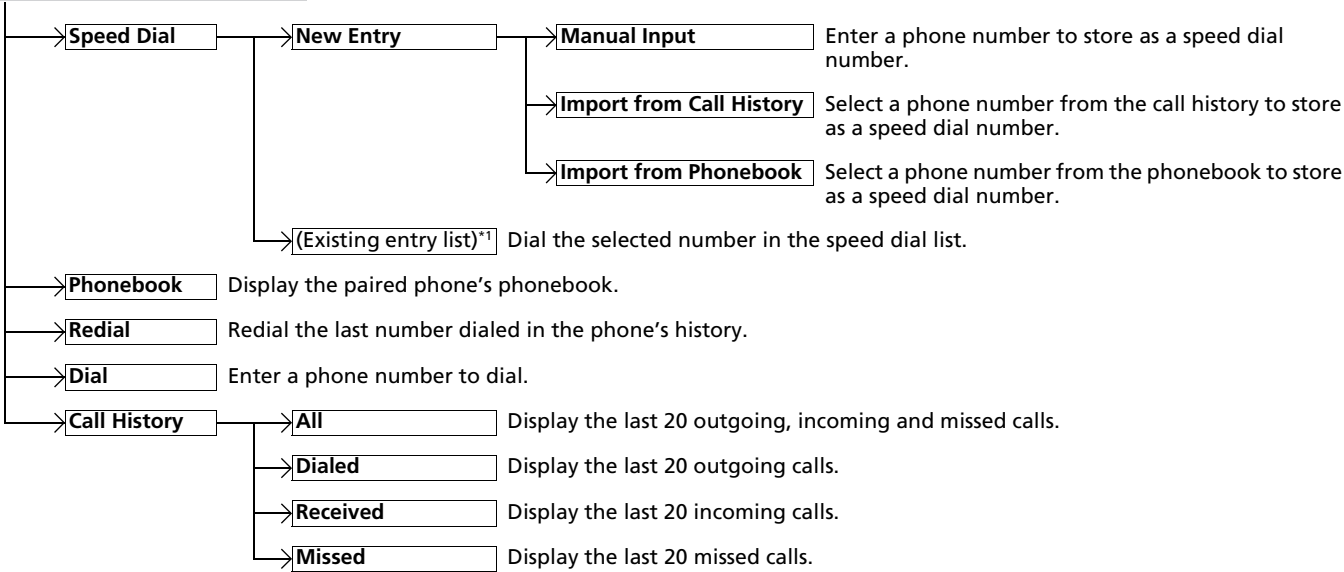 Speed Dial New Entry Manual Input Enter a phone number to store as a speed dial
number.
Import from Call History Select a phone number from the call history to store
as a speed dial number.
Import from Phonebook Select a phone number from the phonebook to store
as a speed dial number.
(Existing entry list)*1 Dial the selected number in the speed dial list.
Phonebook Display the paired phone’s phonebook.
Redial Redial the last number dialed in the phone’s history.
Dial Enter a phone number to dial.
Call History All Display the last 20 outgoing, incoming and missed calls.
Dialed Display the last 20 outgoing calls.
Received Display the last 20 incoming calls.
Missed Display the last 20 missed calls.